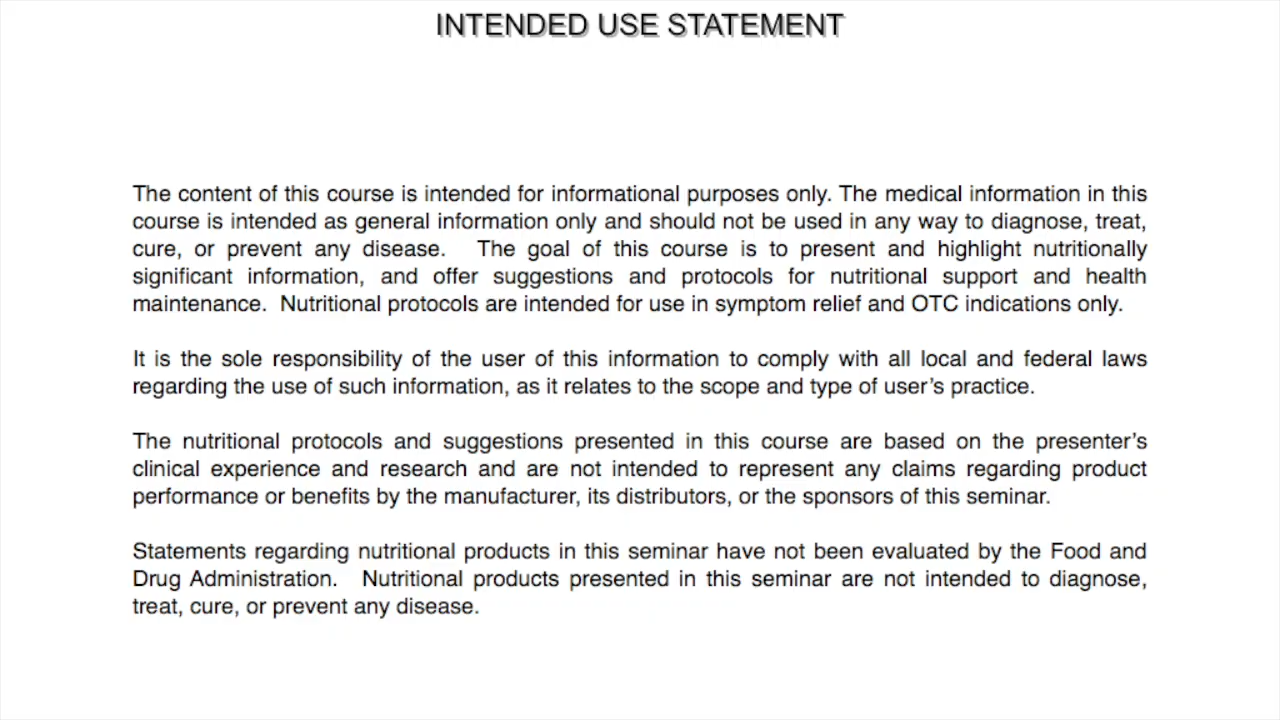 INTENDED USE STATEMENT
The content of this course is intended for informational purposes only. The medical information in this
course is intended as general information only and should not be used in any way to diagnose, treat,
cure, or prevent any disease. The goal of this course is to present and highlight nutritionally
significant information, and offer suggestions and protocols for nutritional support and health
maintenance. Nutritional protocols are intended for use in symptom relief and OTC indications only.
It is the sole responsibility of the user of this information to comply with all local and federal laws
regarding the use of such information, as it relates to the scope and type of user's practice.
The nutritional protocols and suggestions presented in this course are based on the presenter's
clinical experience and research and are not intended to represent any claims regarding product
performance or benefits by the manufacturer, its distributors, or the sponsors of this seminar.
Statements regarding nutritional products in this seminar have not been evaluated by the Food and
Drug Administration. Nutritional products presented in this seminar are not intended to diagnose,
treat, cure, or prevent any disease.